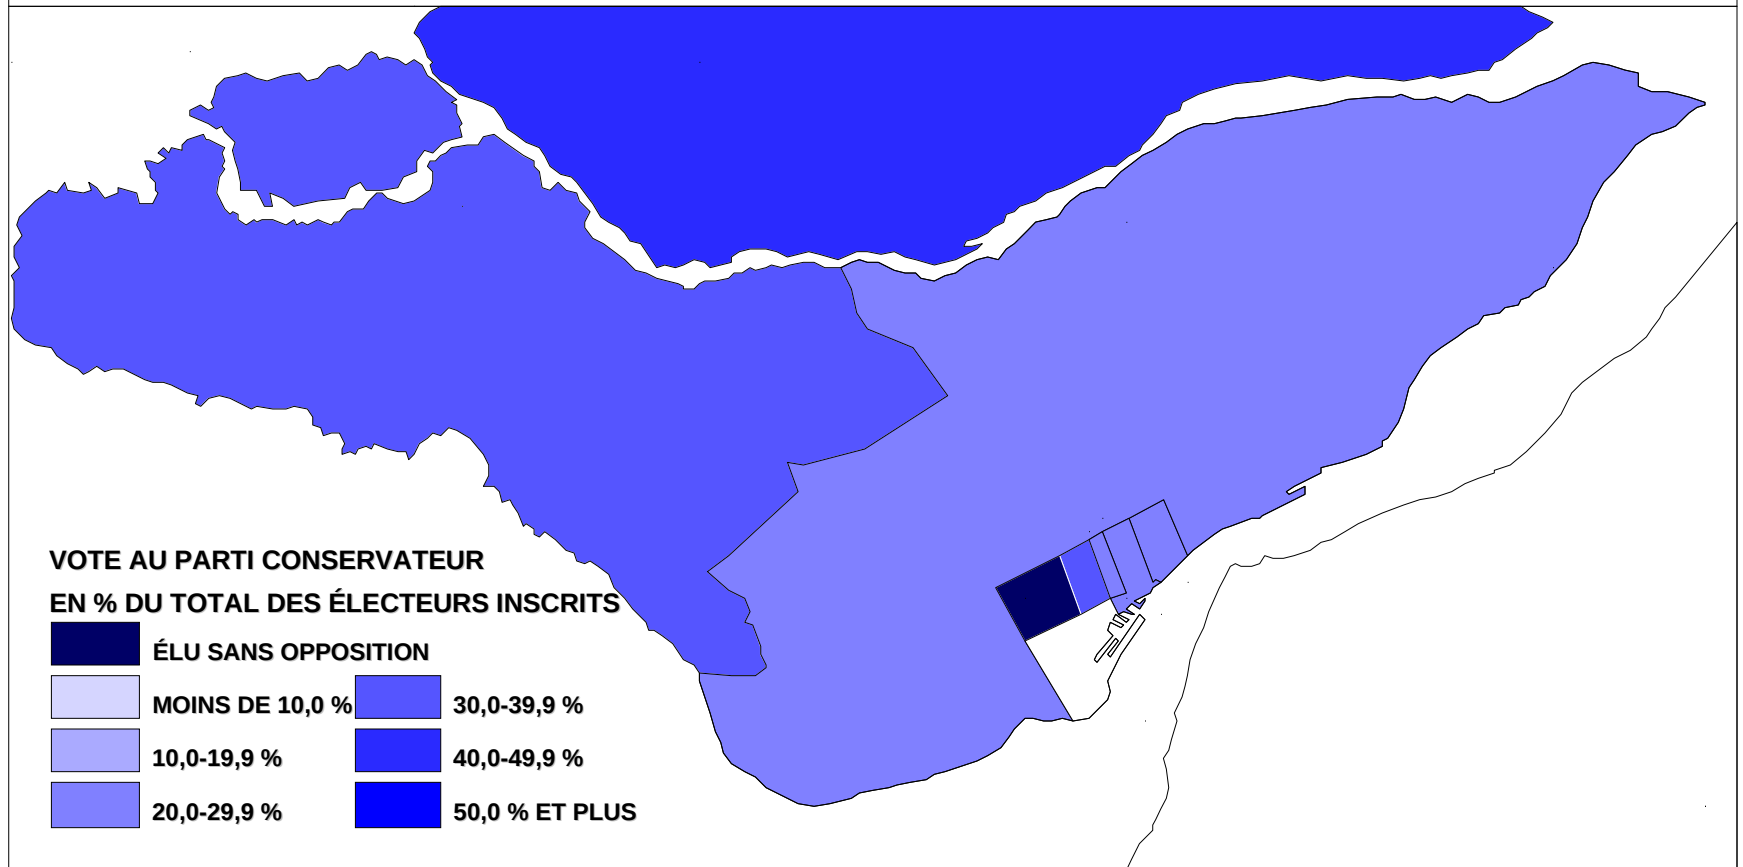 VOTE AU PARTI CONSERVATEUR
EN % DU TOTAL DES ÉLECTEURS INSCRITS
ÉLU SANS OPPOSITION
MOINS DE 10,0 %
10,0-19,9 %
20,0-29,9 %
30,0-39,9 %
40,0-49,9 %
50,0 % ET PLUS